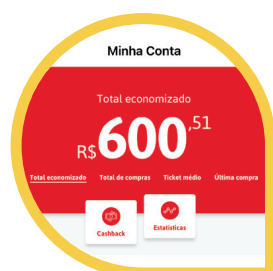 Minha Conta
Total economizado
R$600,51
Total economizado Total de compras Ticket médio Última compra
Cashback Estatísticas